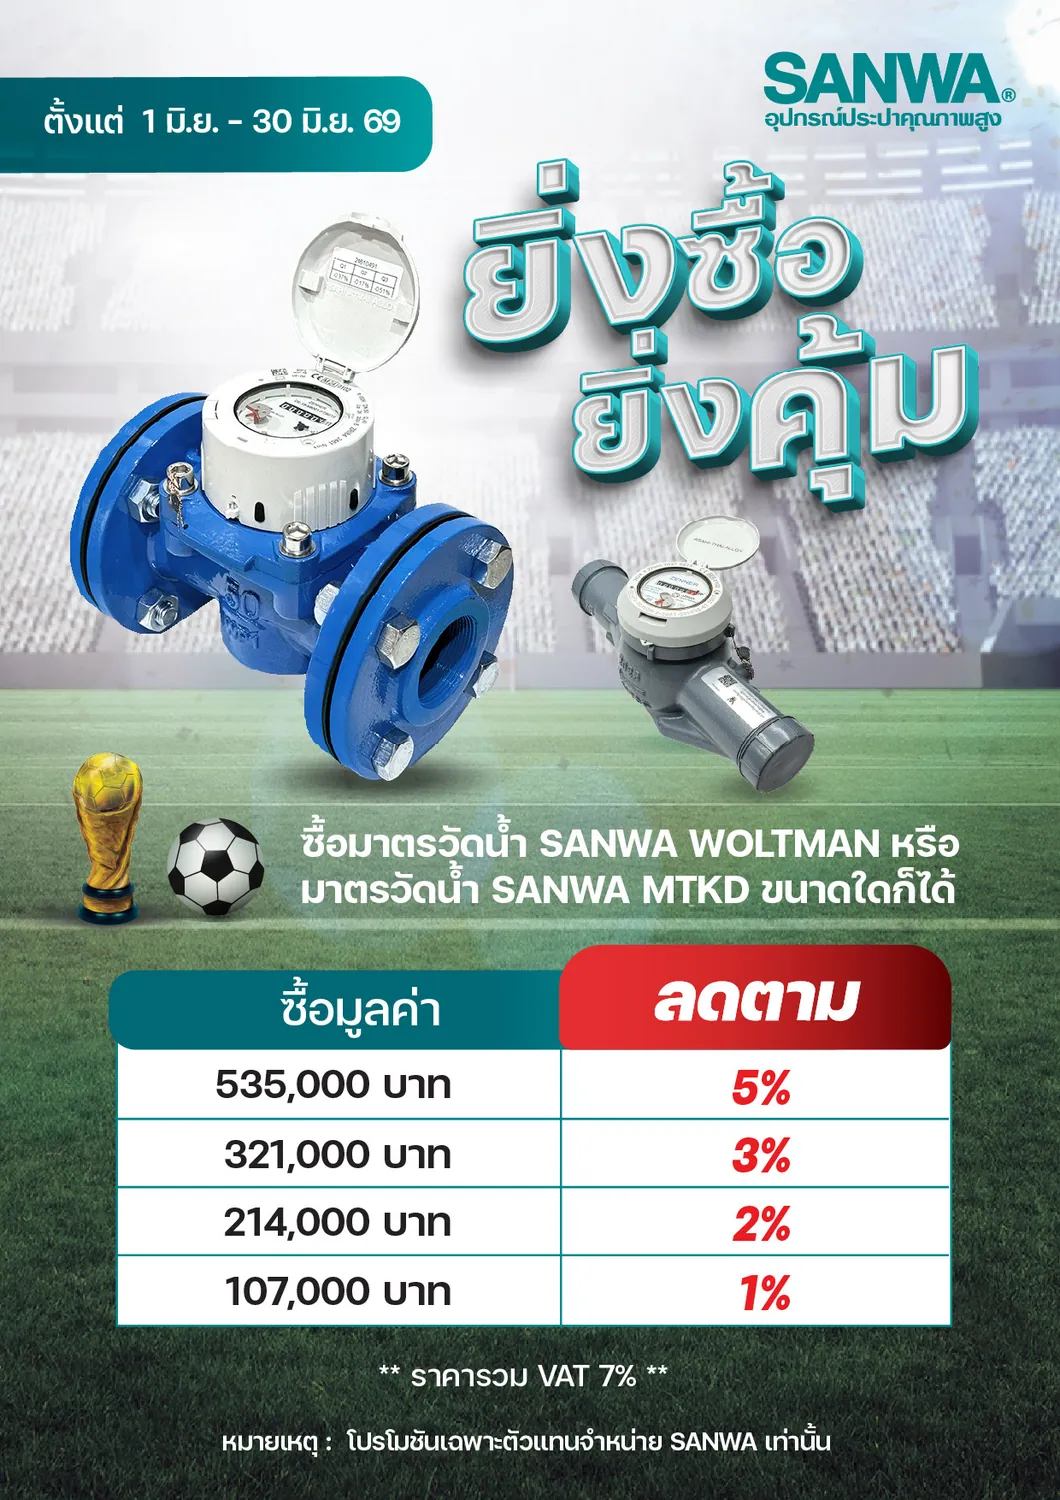 SANWA®
อุปกรณ์ประปาคุณภาพสูง
ตั้งแต่ 1 มิ.ย. - 30 มิ.ย. 69
ยิ่งซื้อ
ยิ่งคุ้ม
Q1 Q2 Q3
ZENNER
50
ซื้อมาตรวัดน้ำ SANWA WOLTMAN หรือ
มาตรวัดน้ำ SANWA MTKD ขนาดใดก็ได้
ซื้อมูลค่า ลดตาม
535,000 บาท 5%
321,000 บาท 3%
214,000 บาท 2%
107,000 บาท 1%
** ราคารวม VAT 7% **
หมายเหตุ : โปรโมชันเฉพาะตัวแทนจำหน่าย SANWA เท่านั้น